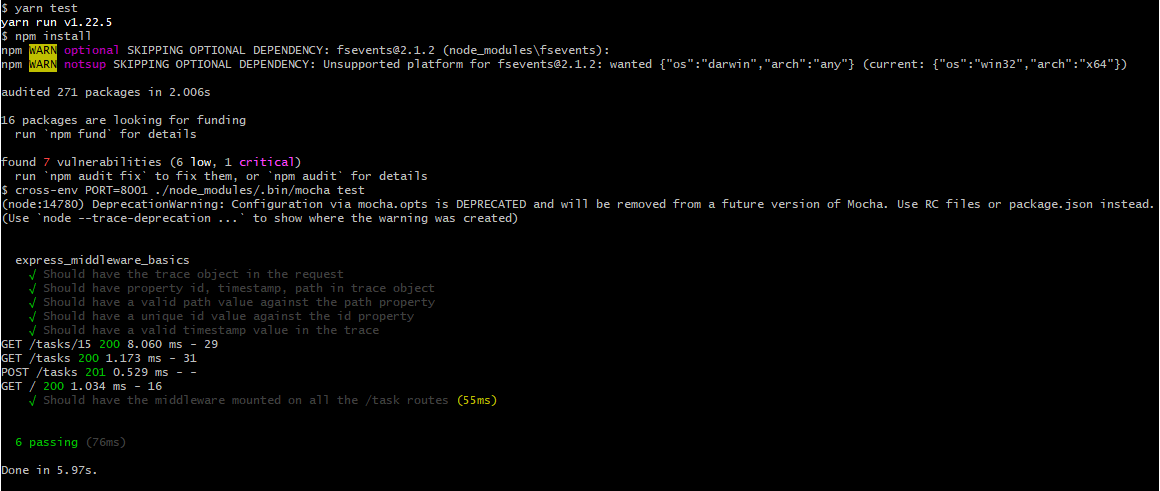 $ yarn test
yarn run v1.22.5
$ npm install
npm WARN optional SKIPPING OPTIONAL DEPENDENCY: fsevents@2.1.2 (node_modules\fsevents):
npm WARN notsup SKIPPING OPTIONAL DEPENDENCY: Unsupported platform for fsevents@2.1.2: wanted {"os":"darwin","arch":"any"} (current: {"os":"win32","arch":"x64"})
audited 271 packages in 2.006s
16 packages are looking for funding
run `npm fund` for details
found 7 vulnerabilities (6 low, 1 critical)
run `npm audit fix` to fix them, or `npm audit` for details
$ cross-env PORT=8001 ./node_modules/.bin/mocha test
(node:14780) DeprecationWarning: Configuration via mocha.opts is DEPRECATED and will be removed from a future version of Mocha. Use RC files or package.json instead.
(Use `node --trace-deprecation ...` to show where the warning was created)
express_middleware_basics
√ Should have the trace object in the request
√ Should have property id, timestamp, path in trace object
√ Should have a valid path value against the path property
√ Should have a unique id value against the id property
√ Should have a valid timestamp value in the trace
GET /tasks/15 200 8.060 ms - 29
GET /tasks 200 1.173 ms - 31
POST /tasks 201 0.529 ms - -
GET / 200 1.034 ms - 16
√ Should have the middleware mounted on all the /task routes (55ms)
6 passing (76ms)
Done in 5.97s.